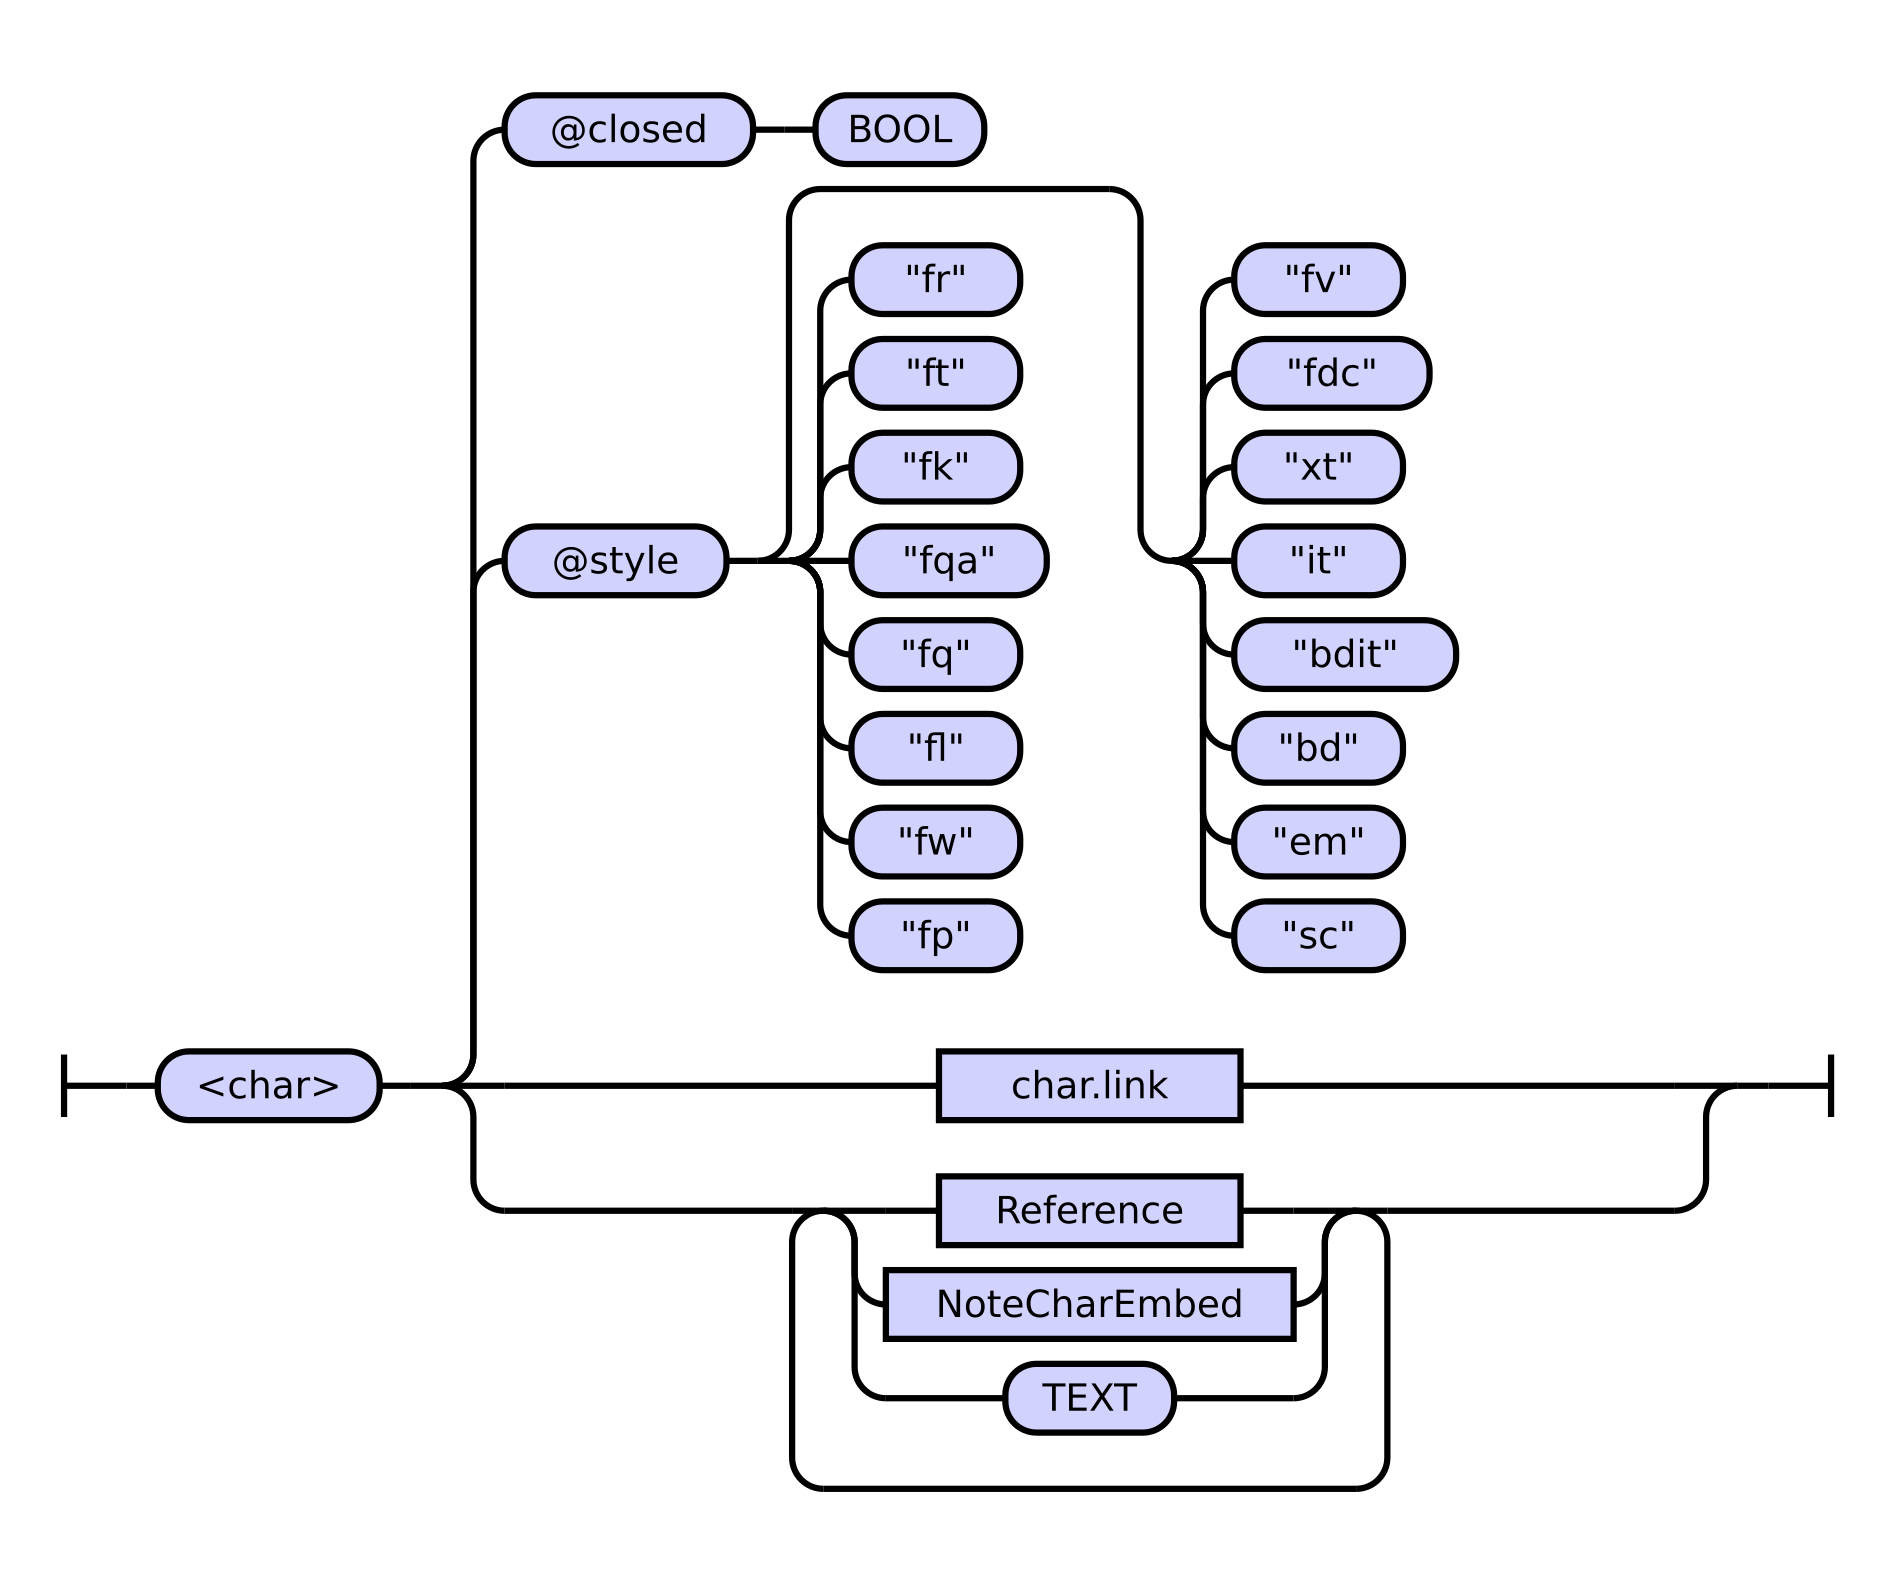 @closed
BOOL
"fr"
"ft"
"fk"
@style
"fqa"
"fq"
"fl"
"fw"
"fp"
"fv"
"fdc"
"xt"
"it"
"bdit"
"bd"
"em"
"sc"
<char>
char.link
Reference
NoteCharEmbed
TEXT